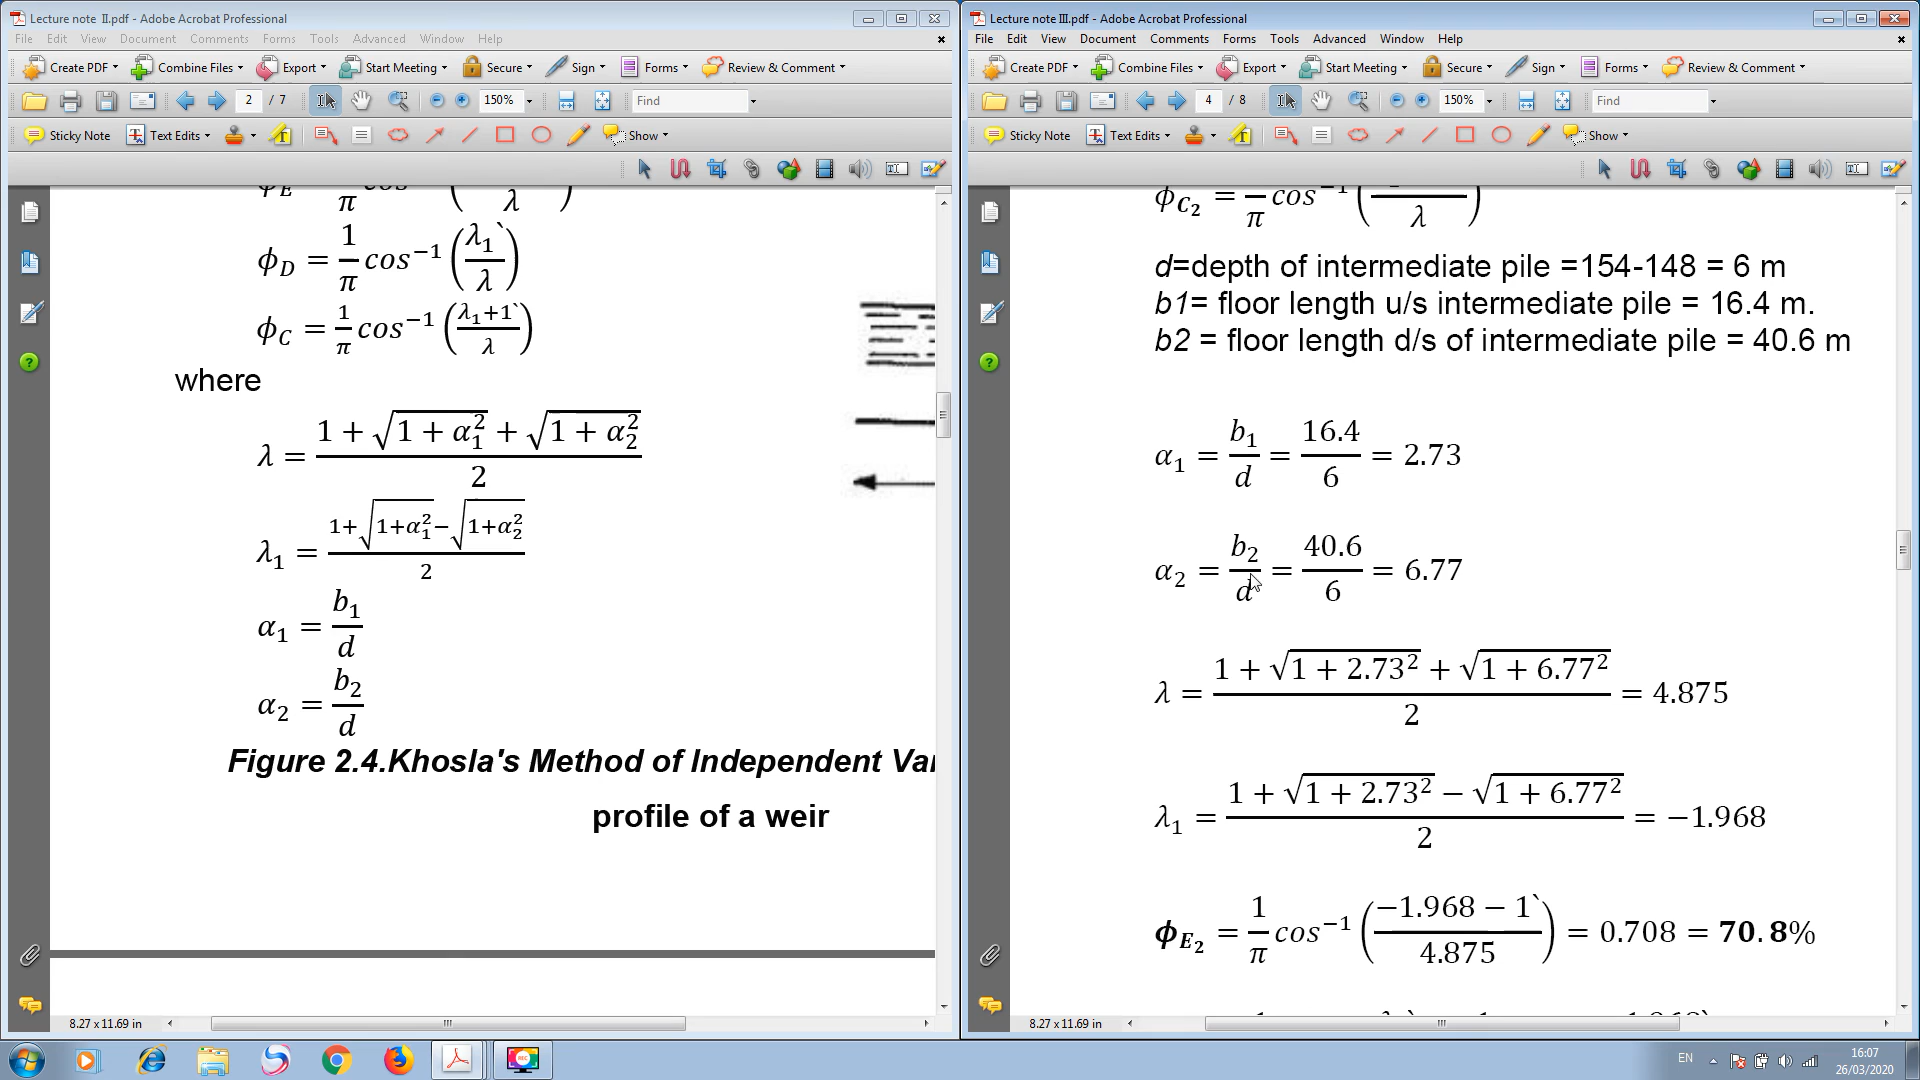 Lecture note II.pdf - Adobe Acrobat Professional
File Edit View Document Comments Forms Tools Advanced Window Help
Create PDF Combine Files Export Start Meeting Secure Sign Forms Review & Comment
2 / 7 150% Find
Sticky Note Text Edits Show
ϕ_D = 1/π cos⁻¹ (λ₁`/λ)
ϕ_C = 1/π cos⁻¹ (λ₁+1`/λ)
where
λ = (1 + √(1 + α₁²) + √(1 + α₂²))/2
λ₁ = (1+√(1+α₁²)−√(1+α₂²))/2
α₁ = b₁/d
α₂ = b₂/d
Figure 2.4.Khosla's Method of Independent
profile of a weir
8.27 x 11.69 in
Lecture note III.pdf - Adobe Acrobat Professional
File Edit View Document Comments Forms Tools Advanced Window Help
Create PDF Combine Files Export Start Meeting Secure Sign Forms Review & Comment
4 / 8 150% Find
Sticky Note Text Edits Show
d=depth of intermediate pile =154-148 = 6 m
b1= floor length u/s intermediate pile = 16.4 m.
b2 = floor length d/s of intermediate pile = 40.6 m
α₁ = b₁/d = 16.4/6 = 2.73
α₂ = b₂/d = 40.6/6 = 6.77
λ = (1 + √(1 + 2.73²) + √(1 + 6.77²))/2 = 4.875
λ₁ = (1 + √(1 + 2.73²) − √(1 + 6.77²))/2 = −1.968
ϕ_E₂ = 1/π cos⁻¹ (−1.968 − 1`/4.875) = 0.708 = 70.8%
8.27 x 11.69 in
EN 16:07
26/03/2020